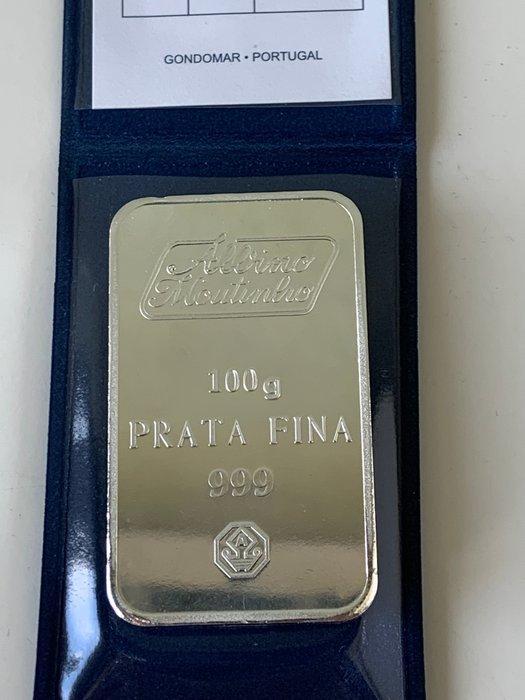 GONDOMAR • PORTUGAL
Albino
Moutinho
100g
PRATA FINA
999
A